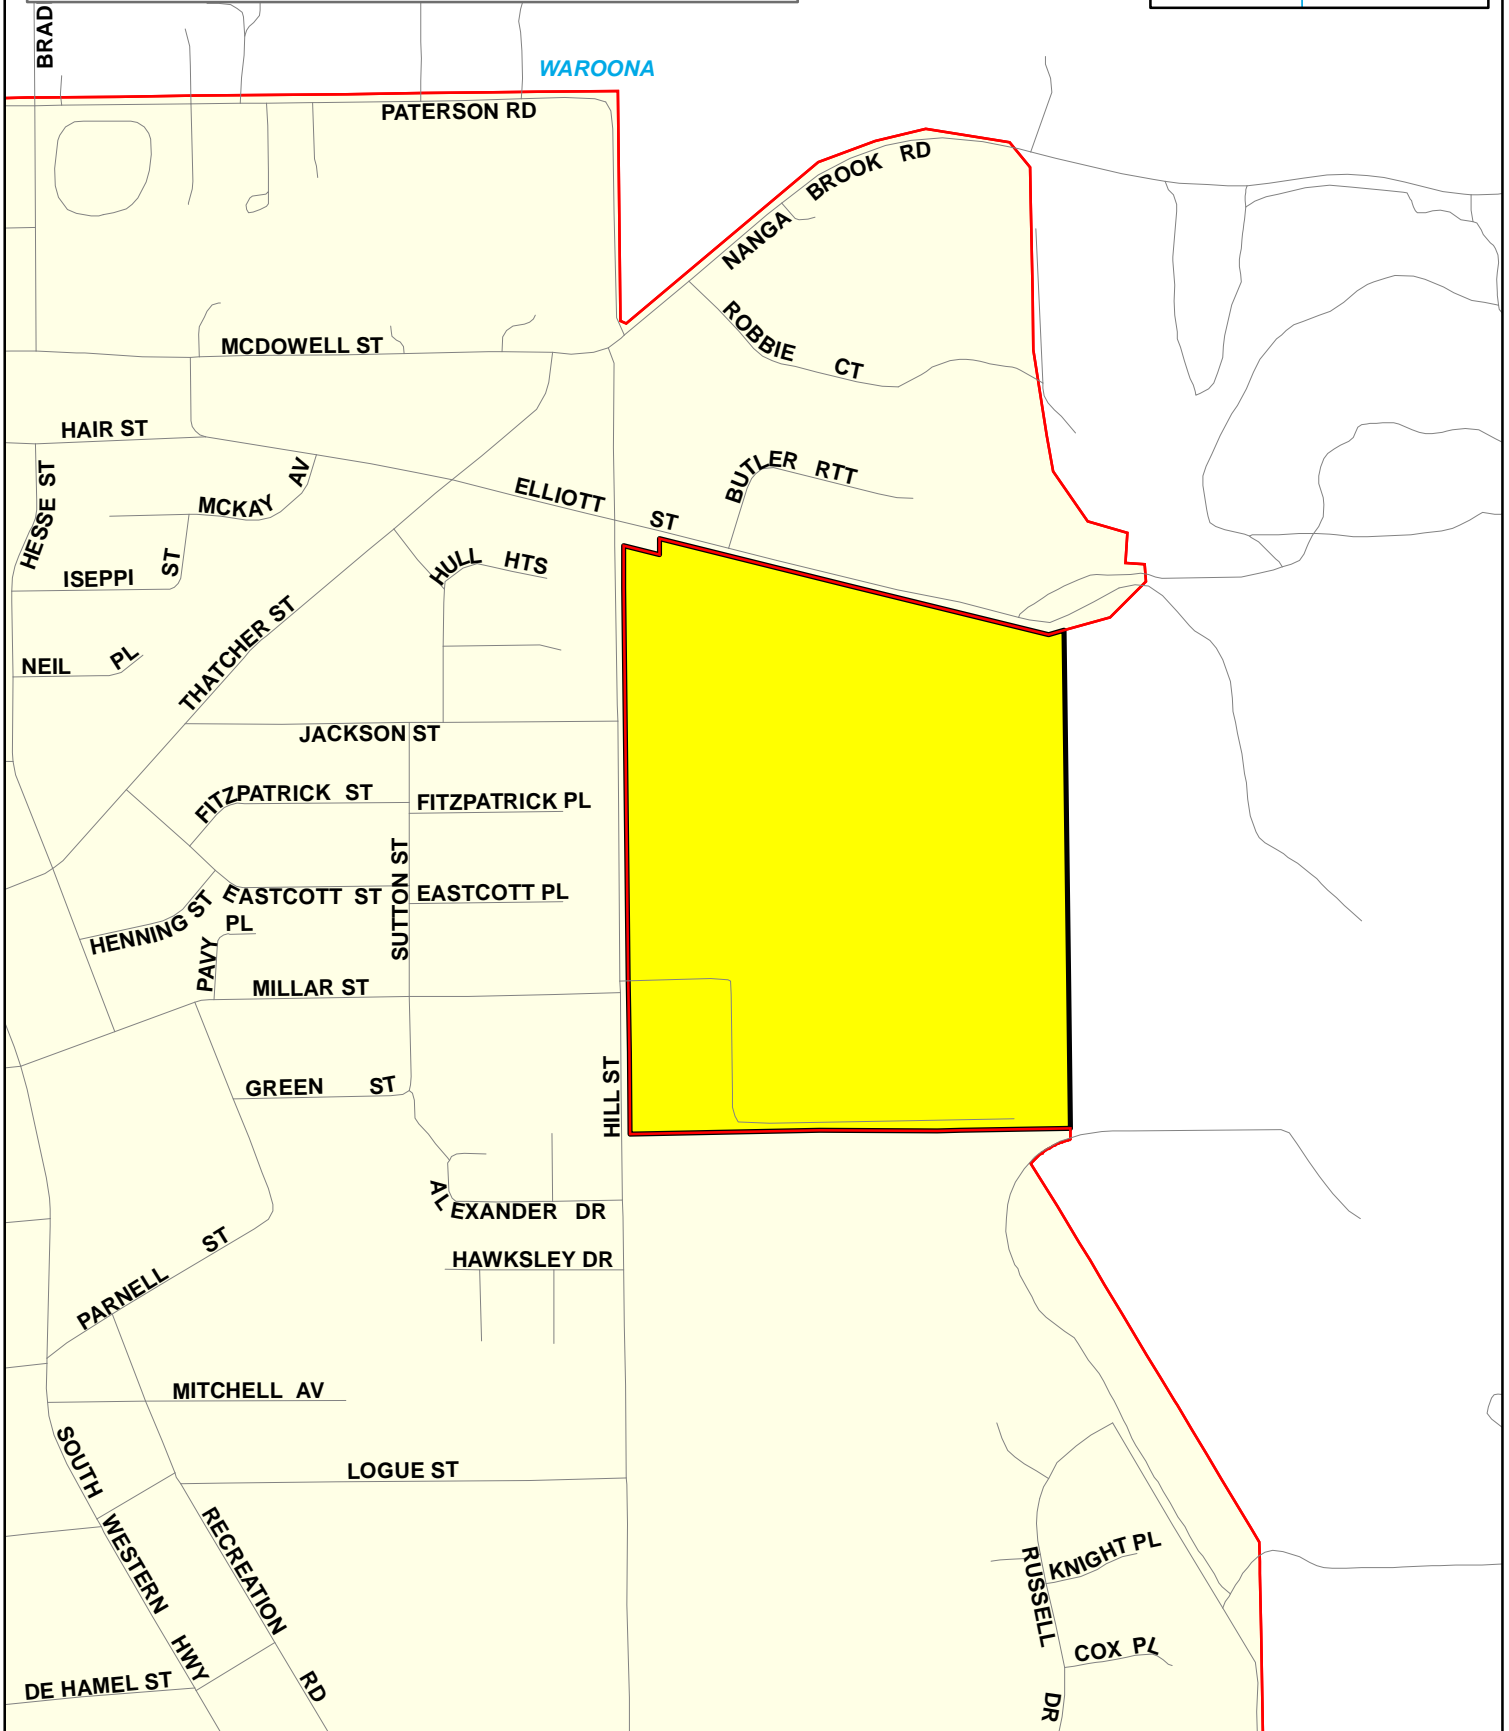 BRAD
WAROONA
PATERSON RD
NANGA BROOK RD
ROBBIE CT
MCDOWELL ST
HAIR ST
HESSE ST
MCKAY AV
ELLIOTT ST
BUTLER RTT
ISEPPI ST
HULL HTS
THATCHER ST
NEIL PL
JACKSON ST
FITZPATRICK ST
FITZPATRICK PL
SUTTON ST
EASTCOTT ST
EASTCOTT PL
HENNING ST
PAVY PL
MILLAR ST
GREEN ST
HILL ST
ALEXANDER DR
HAWKSLEY DR
PARNELL ST
MITCHELL AV
SOUTH WESTERN HWY
LOGUE ST
RECREATION RD
KNIGHT PL
RUSSELL DR
COX PL
DE HAMEL ST